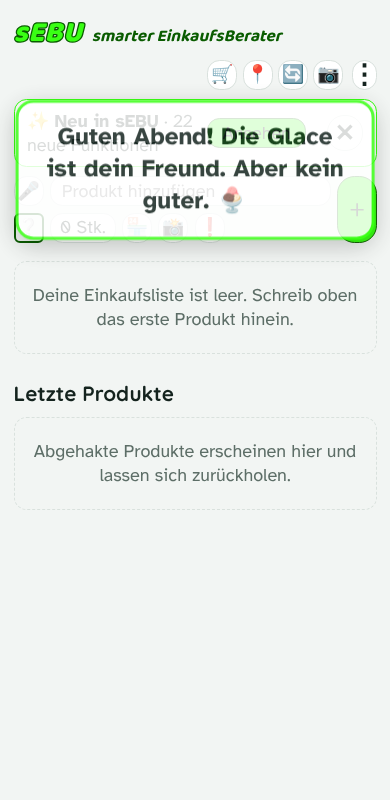 sEBU smarter EinkaufsBerater
✨ Neu in sEBU · 22
neue Funktionen
Guten Abend! Die Glace
ist dein Freund. Aber kein
guter. 🍨
Produkt hinzufügen
0 Stk.
Deine Einkaufsliste ist leer. Schreib oben
das erste Produkt hinein.
Letzte Produkte
Abgehakte Produkte erscheinen hier und
lassen sich zurückholen.